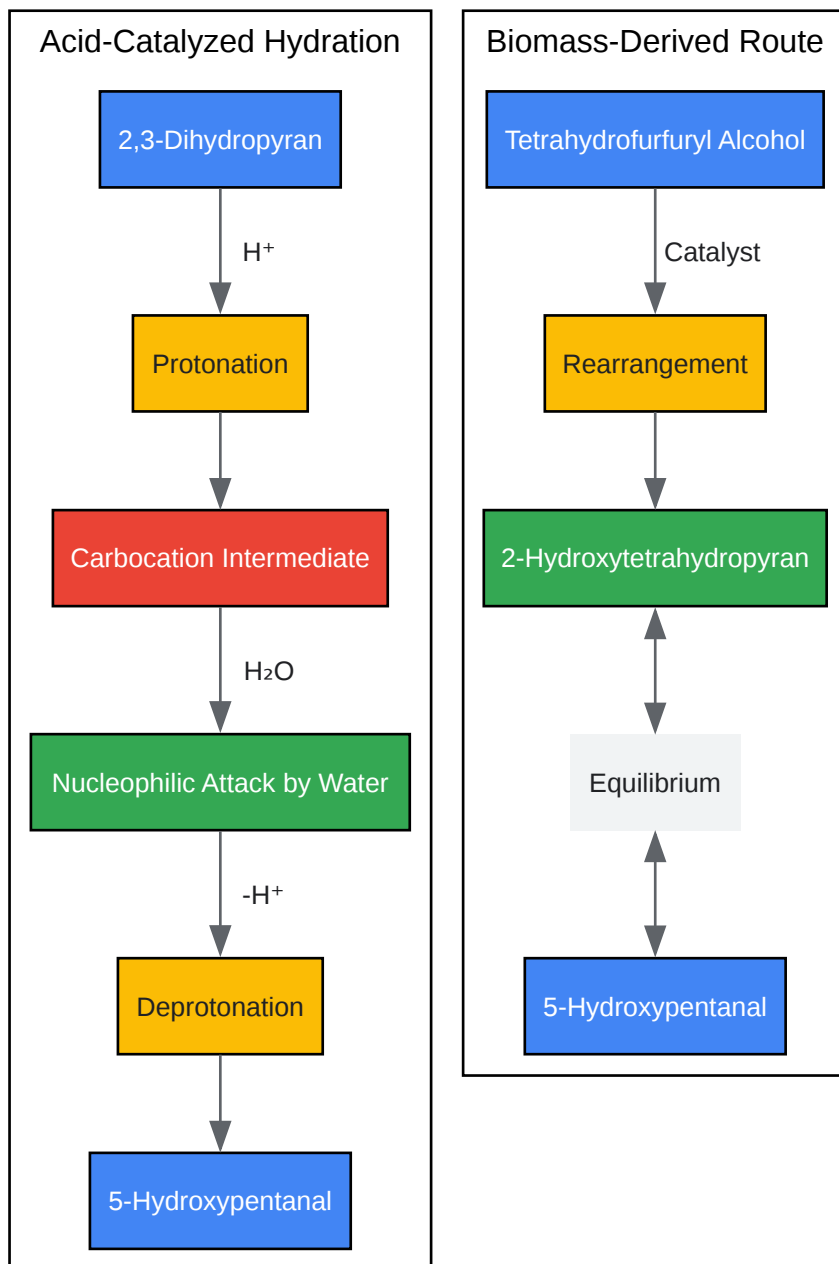 Acid-Catalyzed Hydration
2,3-Dihydropyran
H⁺
Protonation
Carbocation Intermediate
H₂O
Nucleophilic Attack by Water
-H⁺
Deprotonation
5-Hydroxypentanal
Biomass-Derived Route
Tetrahydrofurfuryl Alcohol
Catalyst
Rearrangement
2-Hydroxytetrahydropyran
Equilibrium
5-Hydroxypentanal